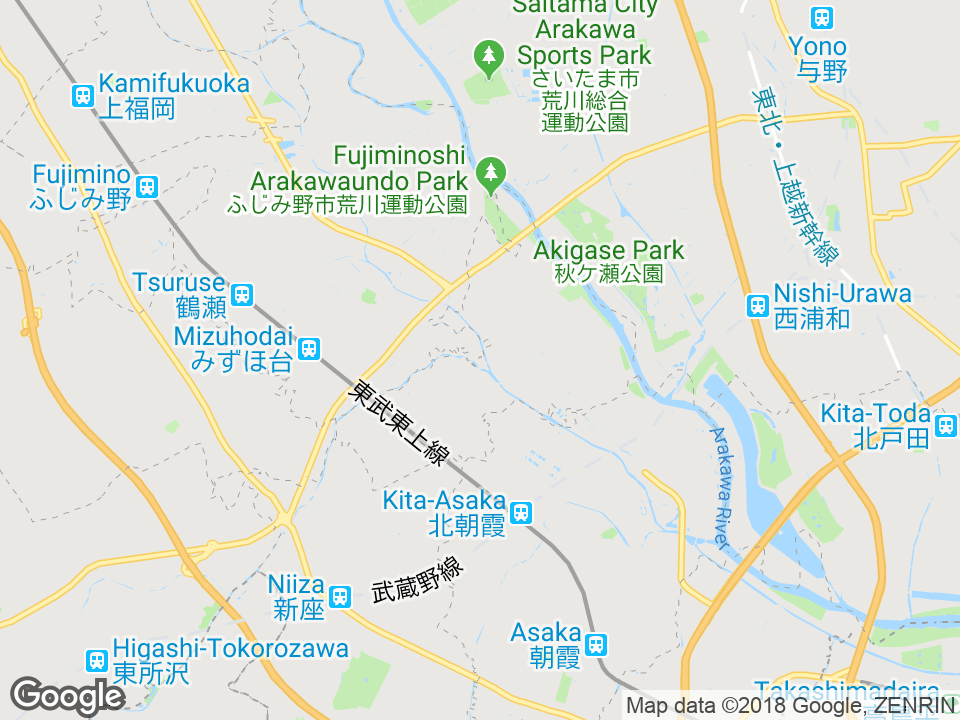 Saitama City
Arakawa
Sports Park
さいたま市
荒川総合
運動公園
Yono
与野
Kamifukuoka
上福岡
東北・上越新幹線
Fujiminoshi
Arakawaundo Park
ふじみ野市荒川運動公園
Fujimino
ふじみ野
Akigase Park
秋ケ瀬公園
Tsuruse
鶴瀬
Nishi-Urawa
西浦和
Mizuhodai
みずほ台
東武東上線
Kita-Toda
北戸田
Arakawa River
Kita-Asaka
北朝霞
武蔵野線
Niiza
新座
Asaka
朝霞
Higashi-Tokorozawa
東所沢
Takashimadaira
Google
Map data ©2018 Google, ZENRIN